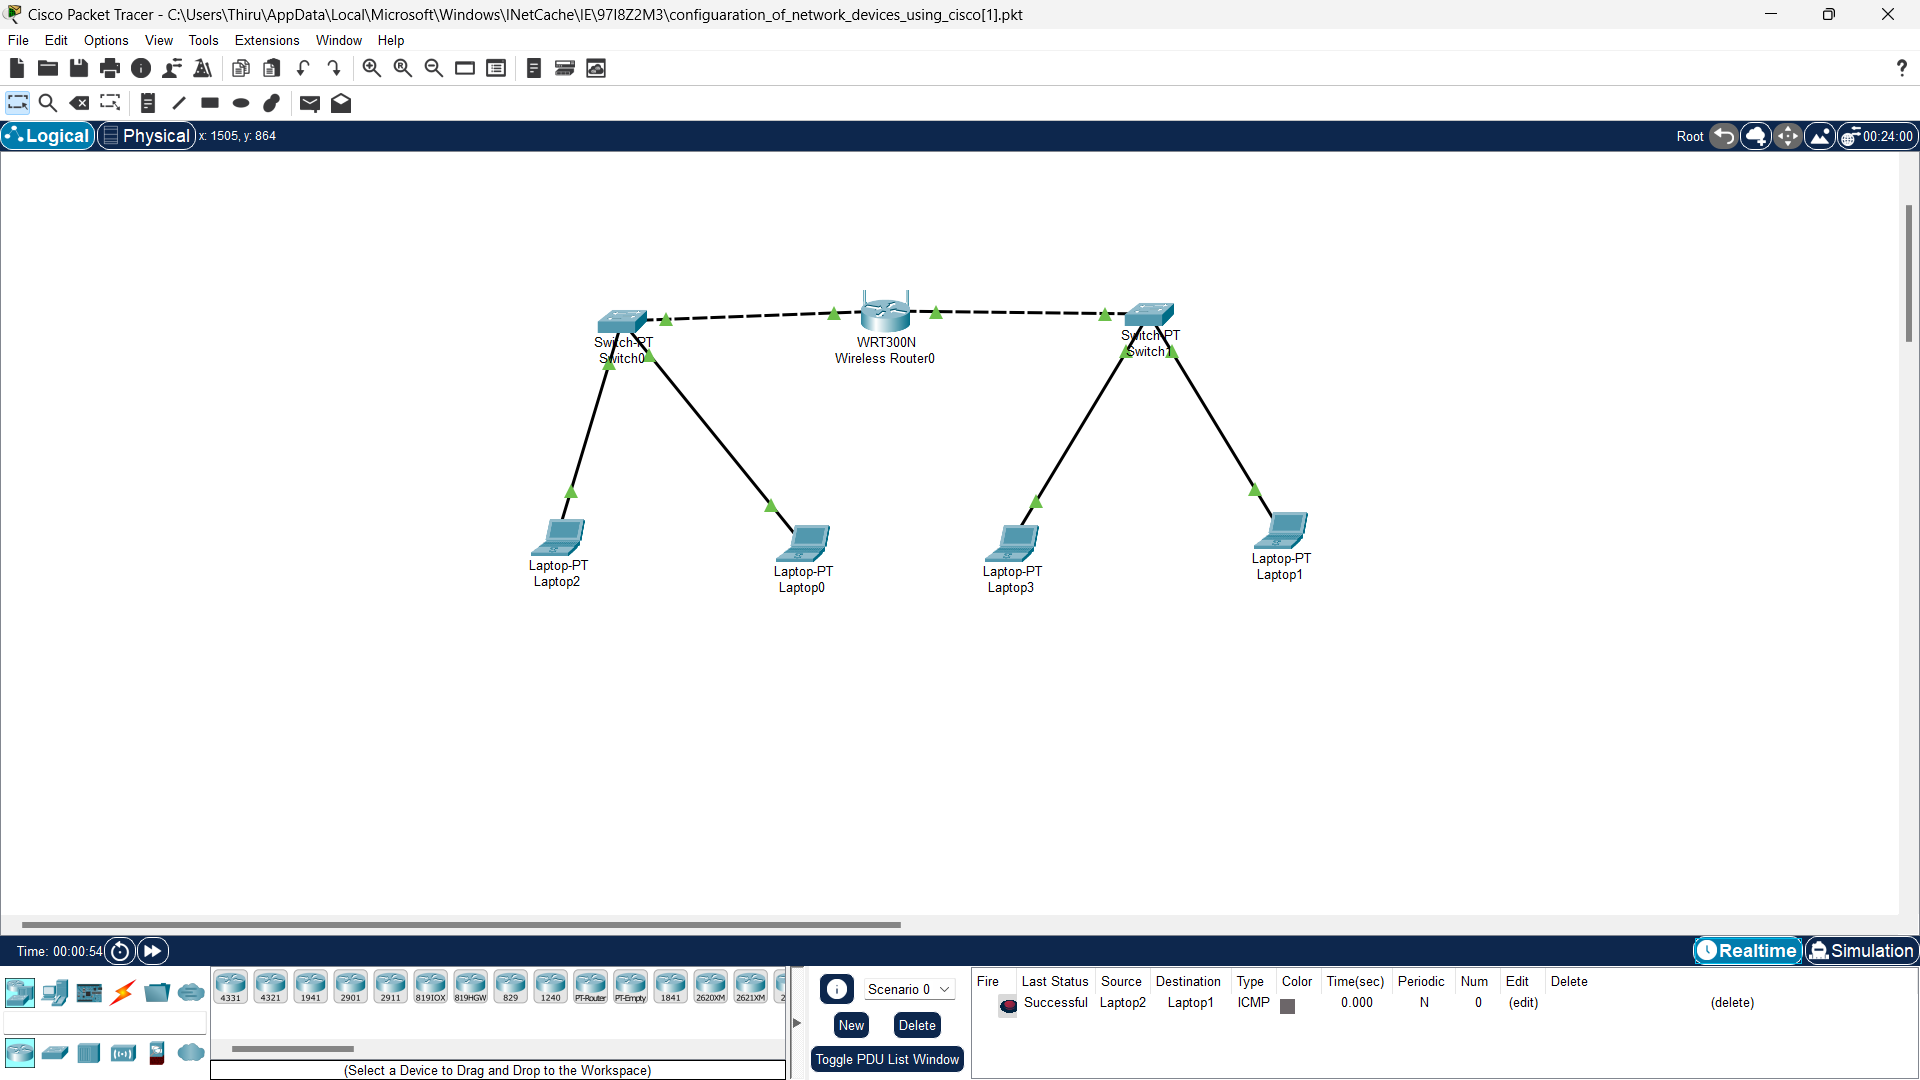 Cisco Packet Tracer - C:\Users\Thiru\AppData\Local\Microsoft\Windows\INetCache\IE\97I8Z2M3\configuaration_of_network_devices_using_cisco[1].pkt
File Edit Options View Tools Extensions Window Help
?
Logical Physical x: 1505, y: 864 Root 00:24:00
Switch-PT
Switch0
WRT300N
Wireless Router0
Switch-PT
Switch1
Laptop-PT
Laptop2
Laptop-PT
Laptop0
Laptop-PT
Laptop3
Laptop-PT
Laptop1
Time: 00:00:54 Realtime Simulation
4331 4321 1941 2901 2911 819IOX 819HGW 829 1240 PT-Router PT-Empty 1841 2620XM 2621XM 2
(Select a Device to Drag and Drop to the Workspace)
Scenario 0
New Delete
Toggle PDU List Window
Fire Last Status Source Destination Type Color Time(sec) Periodic Num Edit Delete
Successful Laptop2 Laptop1 ICMP 0.000 N 0 (edit) (delete)